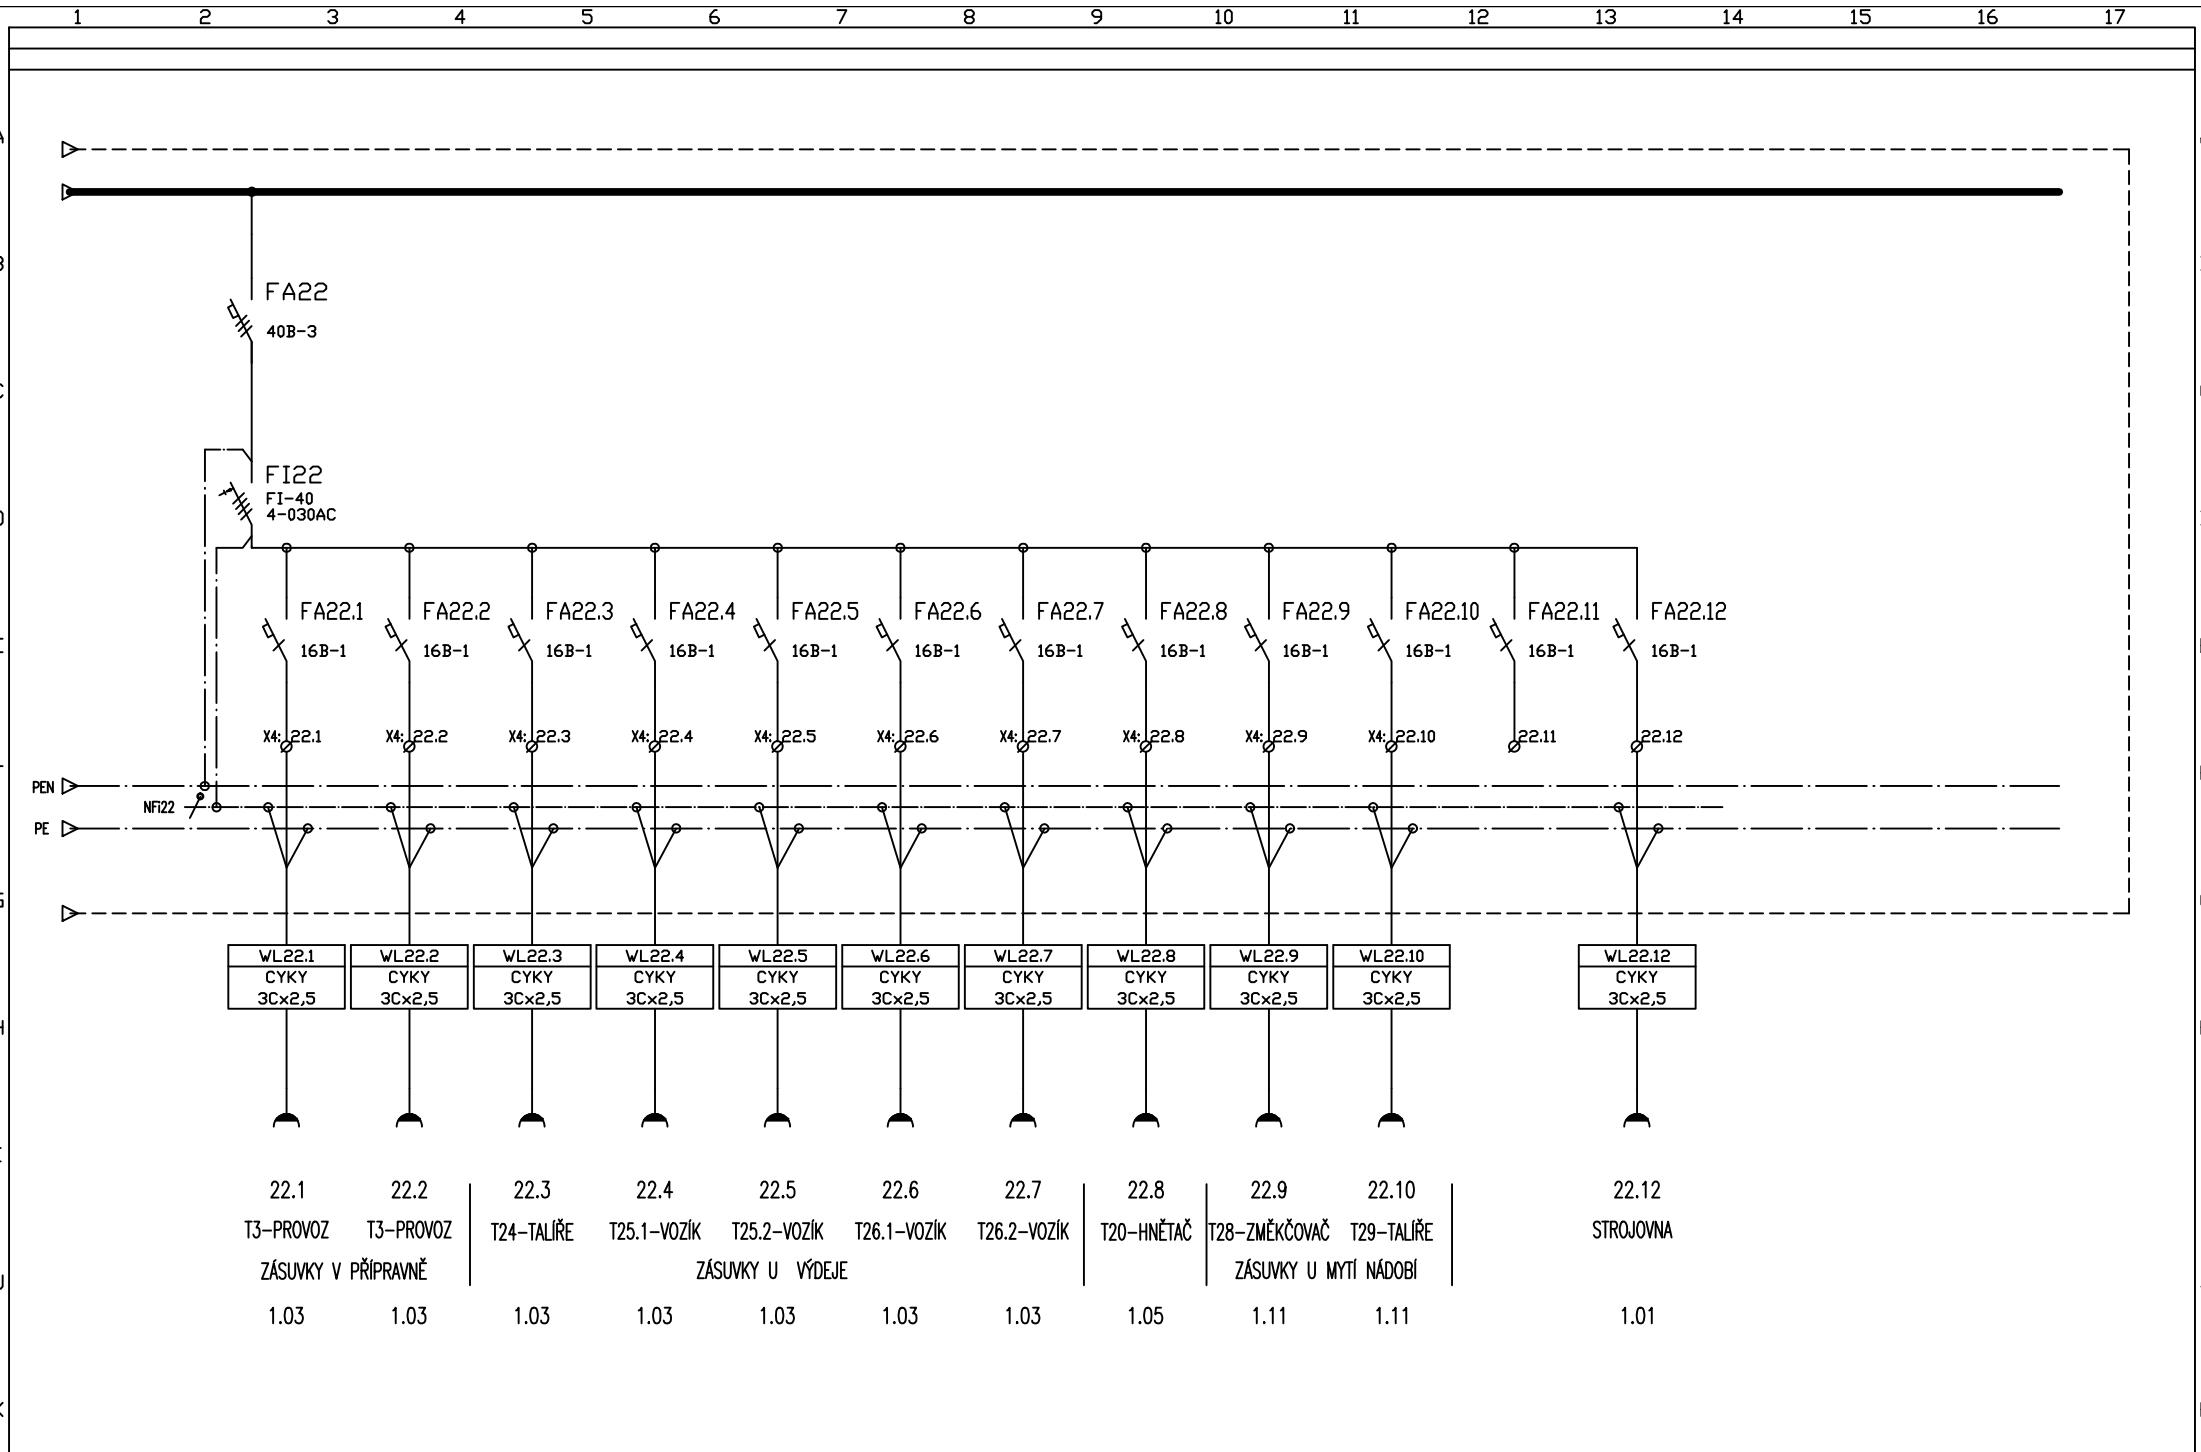 1 2 3 4 5 6 7 8 9 10 11 12 13 14 15 16 17
FA22
40B-3
FI22
FI-40
4-030AC
FA22.1 FA22.2 FA22.3 FA22.4 FA22.5 FA22.6 FA22.7 FA22.8 FA22.9 FA22.10 FA22.11 FA22.12
16B-1 16B-1 16B-1 16B-1 16B-1 16B-1 16B-1 16B-1 16B-1 16B-1 16B-1 16B-1
X4: 22.1 X4: 22.2 X4: 22.3 X4: 22.4 X4: 22.5 X4: 22.6 X4: 22.7 X4: 22.8 X4: 22.9 X4: 22.10 22.11 22.12
PEN
NFi22
PE
WL22.1 WL22.2 WL22.3 WL22.4 WL22.5 WL22.6 WL22.7 WL22.8 WL22.9 WL22.10 WL22.12
CYKY CYKY CYKY CYKY CYKY CYKY CYKY CYKY CYKY CYKY CYKY
3Cx2,5 3Cx2,5 3Cx2,5 3Cx2,5 3Cx2,5 3Cx2,5 3Cx2,5 3Cx2,5 3Cx2,5 3Cx2,5 3Cx2,5
22.1 22.2 22.3 22.4 22.5 22.6 22.7 22.8 22.9 22.10 22.12
T3-PROVOZ T3-PROVOZ T24-TALÍŘE T25.1-VOZÍK T25.2-VOZÍK T26.1-VOZÍK T26.2-VOZÍK T20-HNĚTAČ T28-ZMĚKČOVAČ T29-TALÍŘE STROJOVNA
ZÁSUVKY V PŘÍPRAVNĚ ZÁSUVKY U VÝDEJE ZÁSUVKY U MYTÍ NÁDOBÍ
1.03 1.03 1.03 1.03 1.03 1.03 1.03 1.05 1.11 1.11 1.01